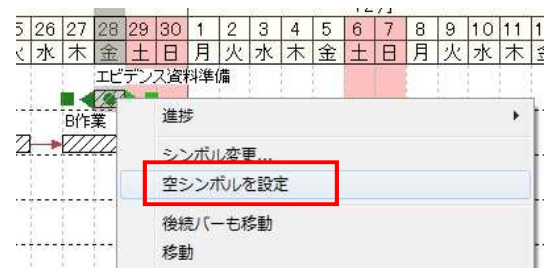 26 27 28 29 30 1 2 3 4 5 6 7 8 9 10 11
水 木 金 土 日 月 火 水 木 金 土 日 月 火 水 木
エビデンス資料準備
B作業
進捗
シンボル変更...
空シンボルを設定
後続バーも移動
移動